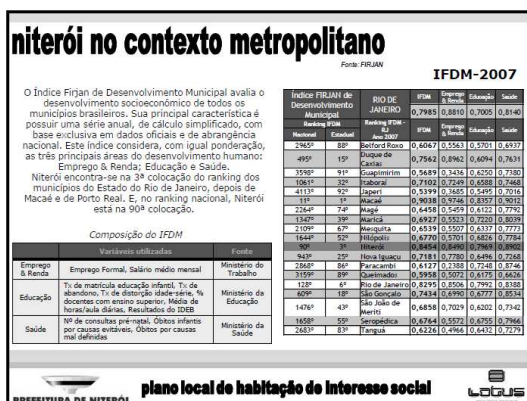 niterói no contexto metropolitano
Fonte: FIRJAN
IFDM-2007
O Índice Firjan de Desenvolvimento Municipal avalia o
desenvolvimento socioeconômico de todos os
municípios brasileiros. Sua principal característica é
possuir uma série anual, de cálculo simplificado, com
base exclusiva em dados oficiais e de abrangência
nacional. Este índice considera, com igual ponderação,
as três principais áreas do desenvolvimento humano:
Emprego & Renda; Educação e Saúde.
Niterói encontra-se na 3ª colocação do ranking dos
municípios do Estado do Rio de Janeiro, depois de
Macaé e de Porto Real. E, no ranking nacional, Niterói
está na 90ª colocação.
Composição do IFDM
Variáveis utilizadas Fonte
Emprego & Renda Emprego Formal, Salário médio mensal Ministério do Trabalho
Educação Tx de matrícula educação infantil, Tx de abandono, Tx de distorção idade-série, % docentes com ensino superior, Média de horas/aula diárias, Resultados do IDEB Ministério da Educação
Saúde Nº de consultas pré-natal, Óbitos infantis por causas evitáveis, Óbitos por causas mal definidas Ministério da Saúde
Índice FIRJAN de Desenvolvimento Municipal RIO DE JANEIRO IFDM Emprego & Renda Educação Saúde
0,7985 0,8810 0,7005 0,8140
Ranking IFDM Ranking IFDM - RJ Ano 2007 IFDM Emprego & Renda Educação Saúde
Nacional Estadual
2965º 88º Belford Roxo 0,6067 0,5563 0,5701 0,6937
495º 15º Duque de Caxias 0,7562 0,8962 0,6094 0,7631
3598º 91º Guapimirim 0,5689 0,3436 0,6250 0,7380
1061º 32º Itaboraí 0,7102 0,7249 0,6588 0,7468
4113º 92º Japeri 0,5399 0,3685 0,5495 0,7016
11º 1º Macaé 0,9038 0,9746 0,8357 0,9012
2264º 74º Magé 0,6458 0,5459 0,6122 0,7792
1347º 39º Maricá 0,6927 0,5523 0,7220 0,8039
2109º 67º Mesquita 0,6539 0,5507 0,6337 0,7773
1644º 52º Nilópolis 0,6770 0,5701 0,6826 0,7784
90º 3º Niterói 0,8454 0,8490 0,7969 0,8902
943º 25º Nova Iguaçu 0,7181 0,7780 0,6496 0,7268
2868º 86º Paracambi 0,6127 0,2388 0,7248 0,8746
3159º 89º Queimados 0,5958 0,5072 0,6175 0,6626
128º 6º Rio de Janeiro 0,8295 0,8506 0,7992 0,8388
609º 18º São Gonçalo 0,7434 0,6990 0,6777 0,8534
1476º 43º São João de Meriti 0,6858 0,7029 0,6202 0,7342
1658º 55º Seropédica 0,6764 0,5572 0,6755 0,7966
2683º 83º Tanguá 0,6226 0,4966 0,6432 0,7279
PREFEITURA DE NITERÓI
plano local de habitação de interesse social
LATUS